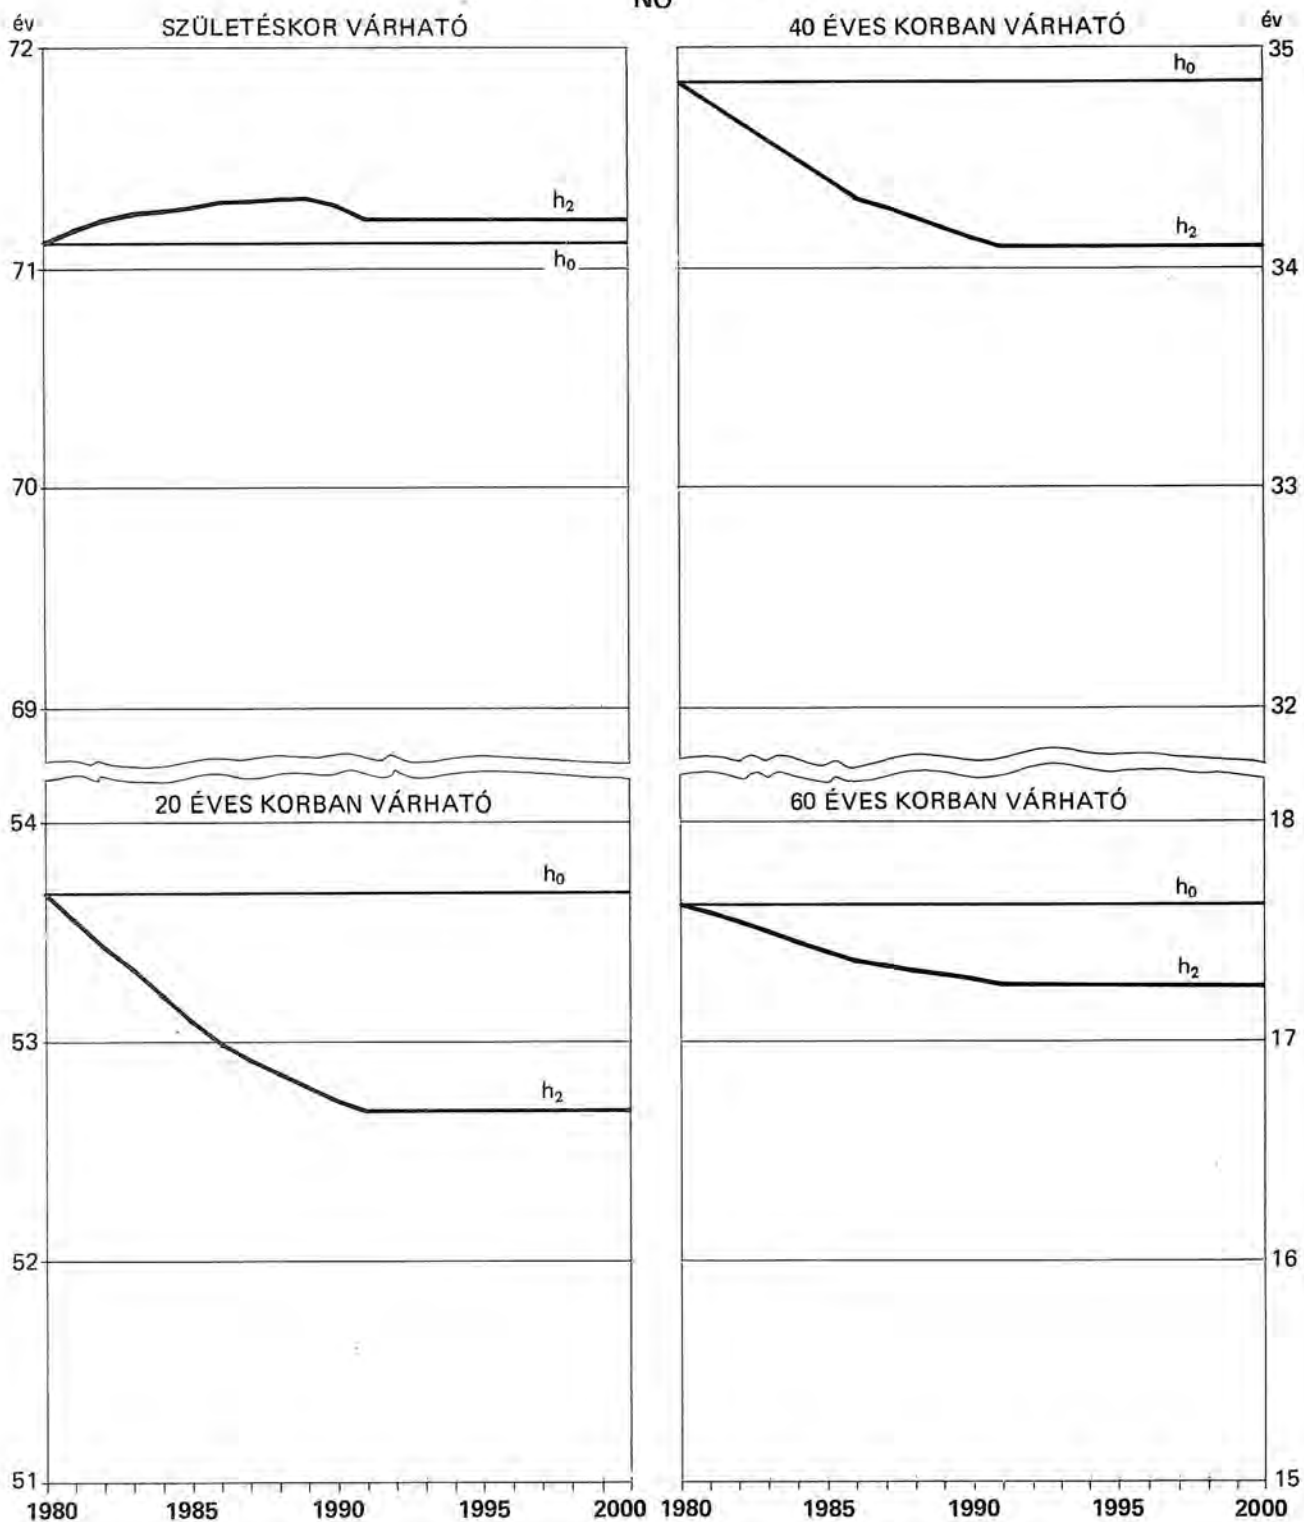 NŐ
év
SZÜLETÉSKOR VÁRHATÓ
72
h2
71
h0
70
69
40 ÉVES KORBAN VÁRHATÓ
év
35
h0
h2
34
33
32
20 ÉVES KORBAN VÁRHATÓ
54
h0
53
h2
52
51
1980 1985 1990 1995 2000
60 ÉVES KORBAN VÁRHATÓ
18
h0
h2
17
16
15
1980 1985 1990 1995 2000